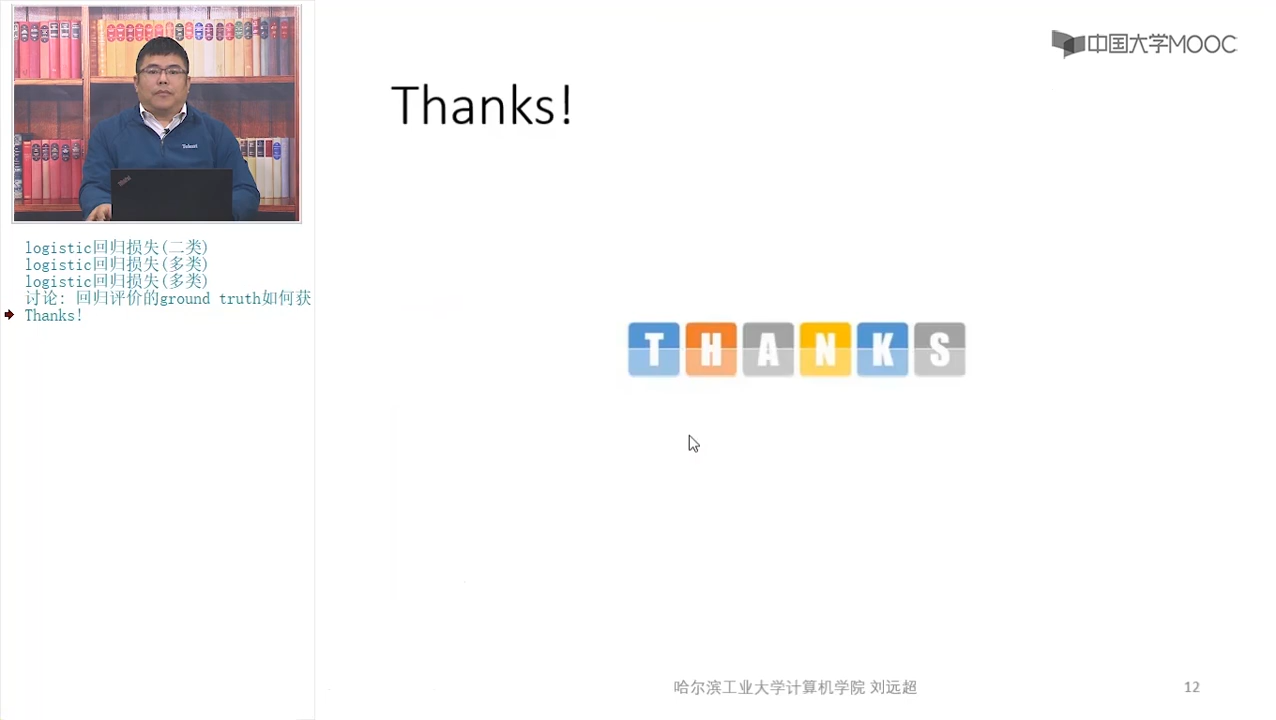 中国大学MOOC
Thanks!
logistic回归损失(二类)
logistic回归损失(多类)
logistic回归损失(多类)
讨论: 回归评价的ground truth如何获
Thanks!
THANKS
哈尔滨工业大学计算机学院 刘远超
12